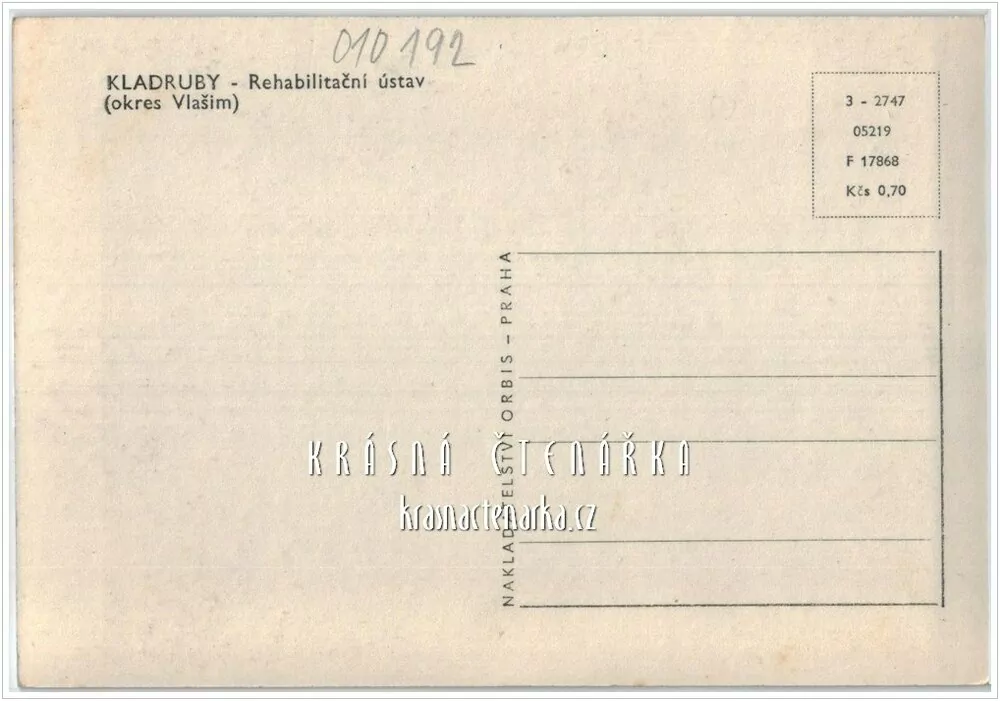 010192
KLADRUBY - Rehabilitační ústav
(okres Vlašim)
3 - 2747
05219
F 17868
Kčs 0,70
NAKLADATELSTVÍ ORBIS – PRAHA
KRÁSNÁ ČTENÁŘKA
krasnactenarka.cz